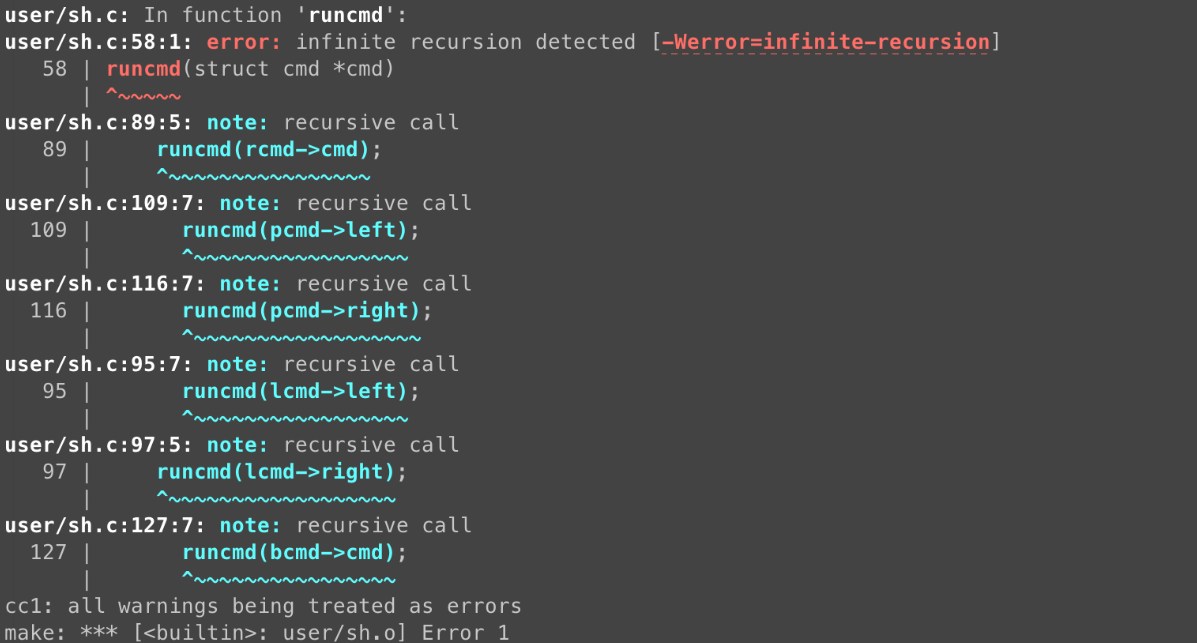 user/sh.c: In function 'runcmd':
user/sh.c:58:1: error: infinite recursion detected [-Werror=infinite-recursion]
   58 | runcmd(struct cmd *cmd)
      | ^~~~~~
user/sh.c:89:5: note: recursive call
   89 |     runcmd(rcmd->cmd);
      |     ^~~~~~~~~~~~~~~~~
user/sh.c:109:7: note: recursive call
  109 |       runcmd(pcmd->left);
      |       ^~~~~~~~~~~~~~~~~~
user/sh.c:116:7: note: recursive call
  116 |       runcmd(pcmd->right);
      |       ^~~~~~~~~~~~~~~~~~~
user/sh.c:95:7: note: recursive call
   95 |       runcmd(lcmd->left);
      |       ^~~~~~~~~~~~~~~~~~
user/sh.c:97:5: note: recursive call
   97 |     runcmd(lcmd->right);
      |     ^~~~~~~~~~~~~~~~~~~
user/sh.c:127:7: note: recursive call
  127 |       runcmd(bcmd->cmd);
      |       ^~~~~~~~~~~~~~~~~
cc1: all warnings being treated as errors
make: *** [<builtin>: user/sh.o] Error 1